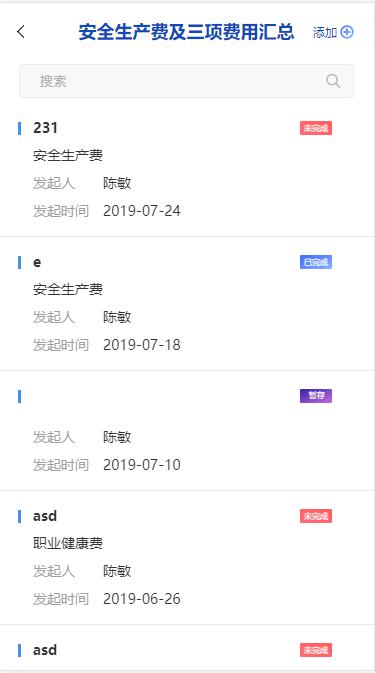 安全生产费及三项费用汇总 添加
搜索
231 未完成
安全生产费
发起人 陈敏
发起时间 2019-07-24
e 已完成
安全生产费
发起人 陈敏
发起时间 2019-07-18
暂存
发起人 陈敏
发起时间 2019-07-10
asd 未完成
职业健康费
发起人 陈敏
发起时间 2019-06-26
asd 未完成